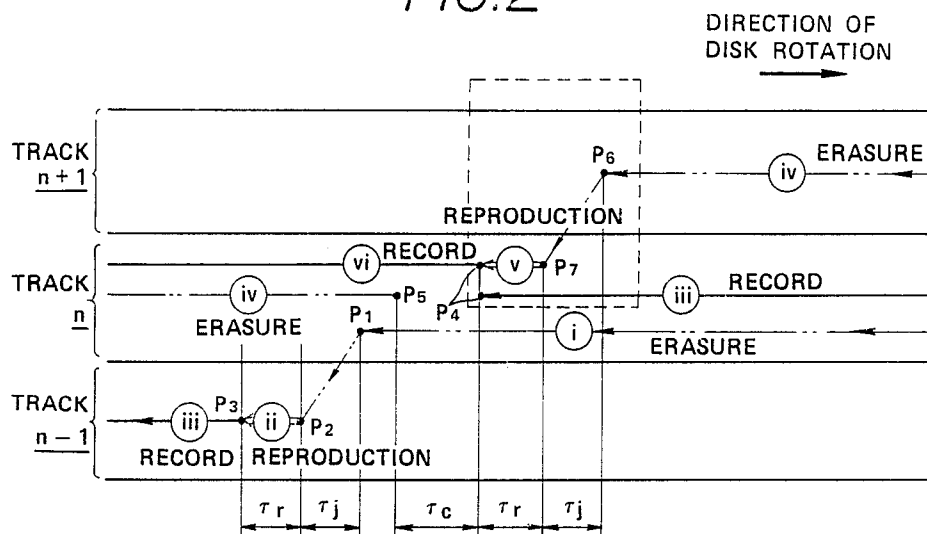 FIG.2
DIRECTION OF
DISK ROTATION
TRACK
n+1
P6
ERASURE
iv
REPRODUCTION
TRACK
n
vi
RECORD
v
P7
iv
P5
P4
iii
RECORD
ERASURE
P1
i
ERASURE
TRACK
n-1
P3
iii
ii
P2
RECORD
REPRODUCTION
τr
τj
τc
τr
τj